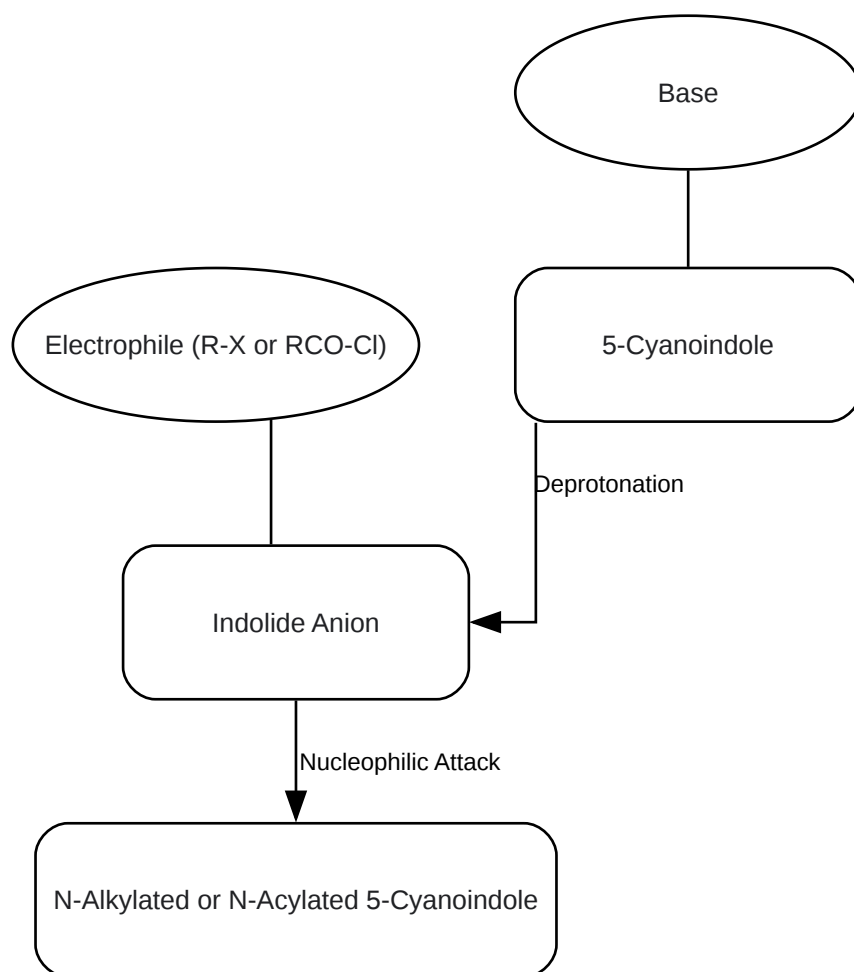 Base
Electrophile (R-X or RCO-Cl)
5-Cyanoindole
Deprotonation
Indolide Anion
Nucleophilic Attack
N-Alkylated or N-Acylated 5-Cyanoindole